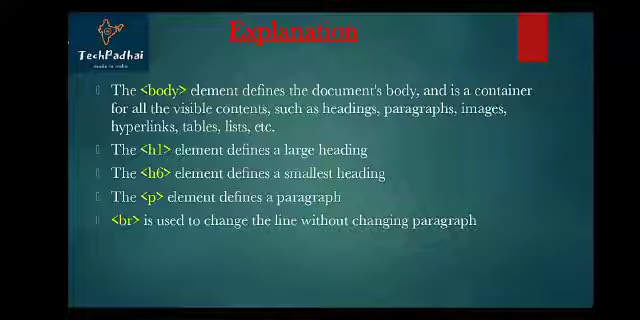 Explanation
TechPadhai
made in india
The <body> element defines the document's body, and is a container
for all the visible contents, such as headings, paragraphs, images,
hyperlinks, tables, lists, etc.
The <h1> element defines a large heading
The <h6> element defines a smallest heading
The <p> element defines a paragraph
<br> is used to change the line without changing paragraph